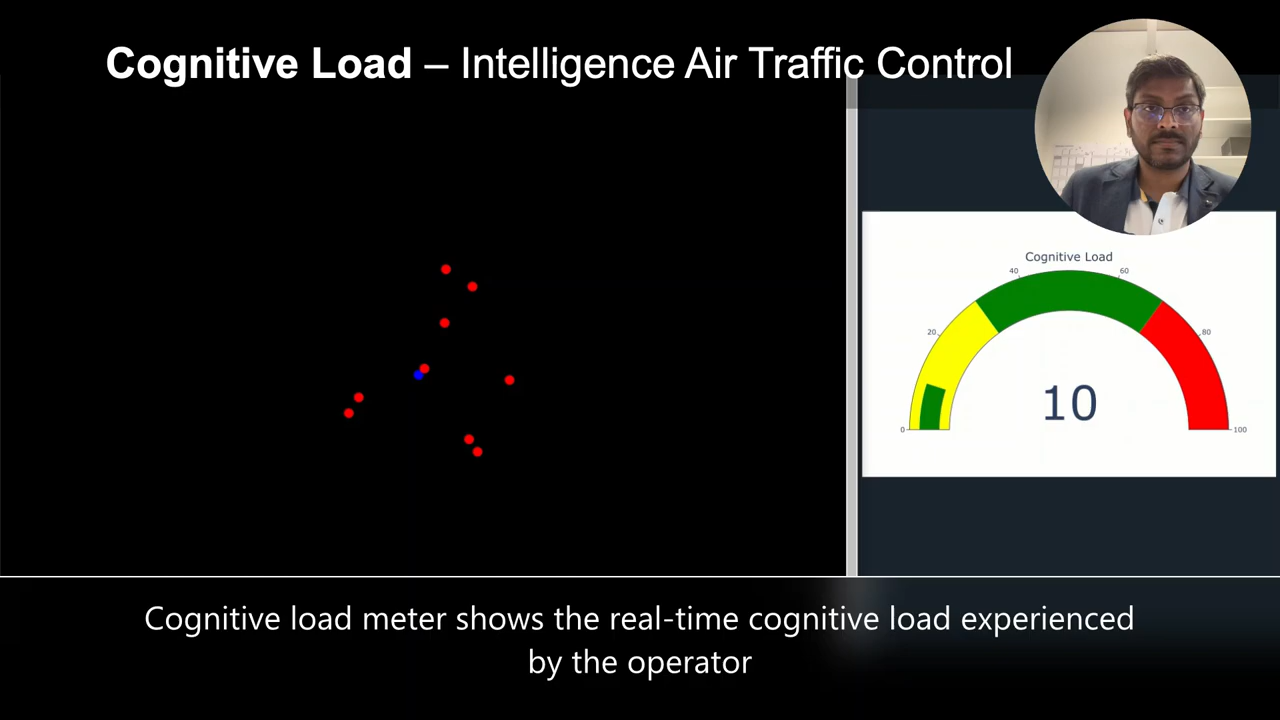 Cognitive Load – Intelligence Air Traffic Control
Cognitive Load
40
60
20
80
10
0
100
Cognitive load meter shows the real-time cognitive load experienced
by the operator